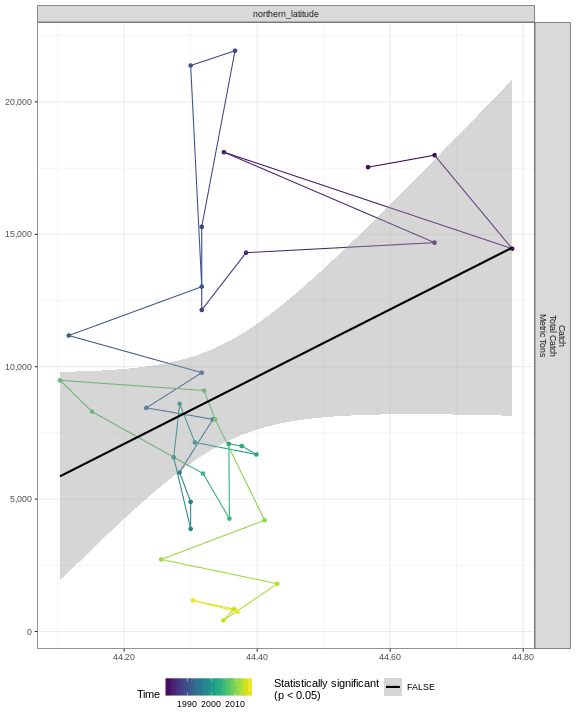 northern_latitude
20,000
15,000
10,000
5,000
0
Catch
Total Catch
Metric Tons
44.20 44.40 44.60 44.80
Time
1990 2000 2010
Statistically significant
(p < 0.05)
FALSE